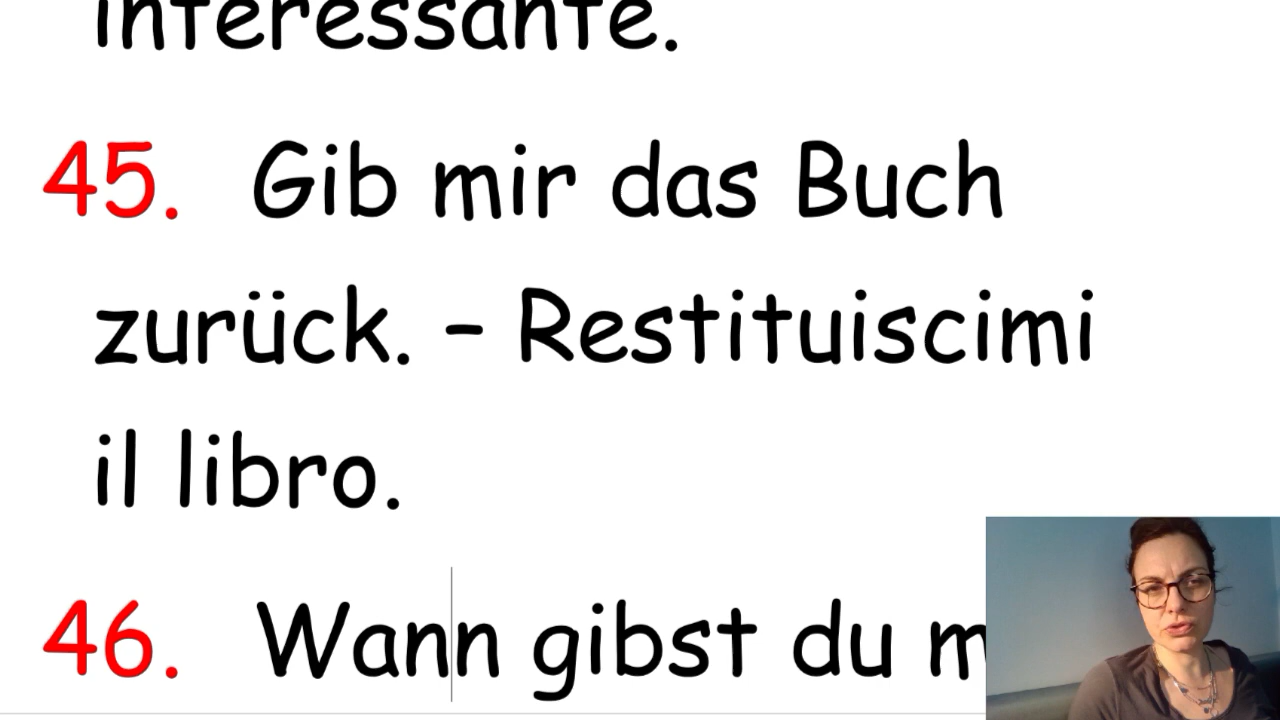 interessante.
45. Gib mir das Buch
zurück. – Restituiscimi
il libro.
46. Wann gibst du